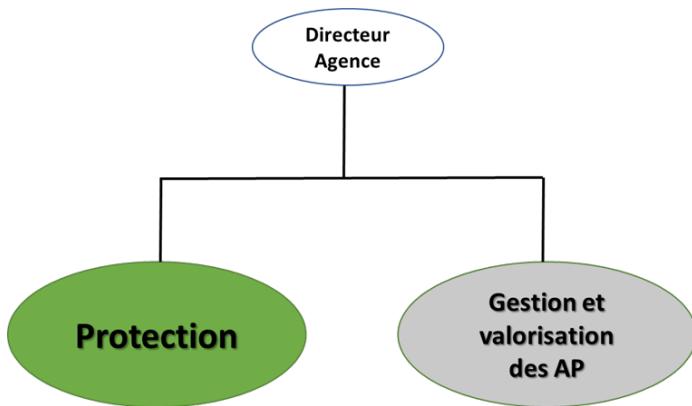 Directeur
Agence
Protection
Gestion et
valorisation
des AP